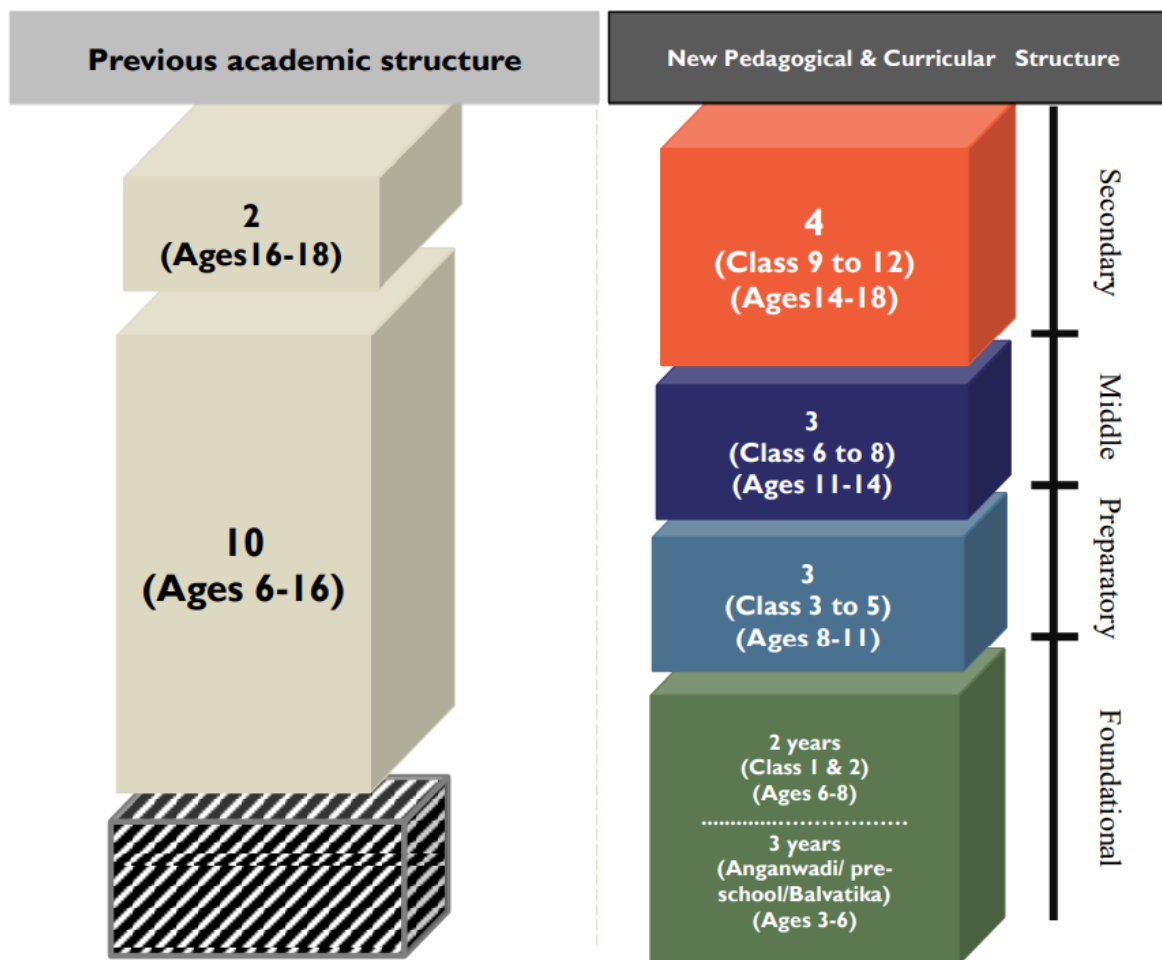 Previous academic structure
2
(Ages16-18)
10
(Ages 6-16)
New Pedagogical & Curricular Structure
4
(Class 9 to 12)
(Ages14-18)
3
(Class 6 to 8)
(Ages 11-14)
3
(Class 3 to 5)
(Ages 8-11)
2 years
(Class 1 & 2)
(Ages 6-8)
................................
3 years
(Anganwadi/ pre-
school/Balvatika)
(Ages 3-6)
Secondary
Middle
Preparatory
Foundational